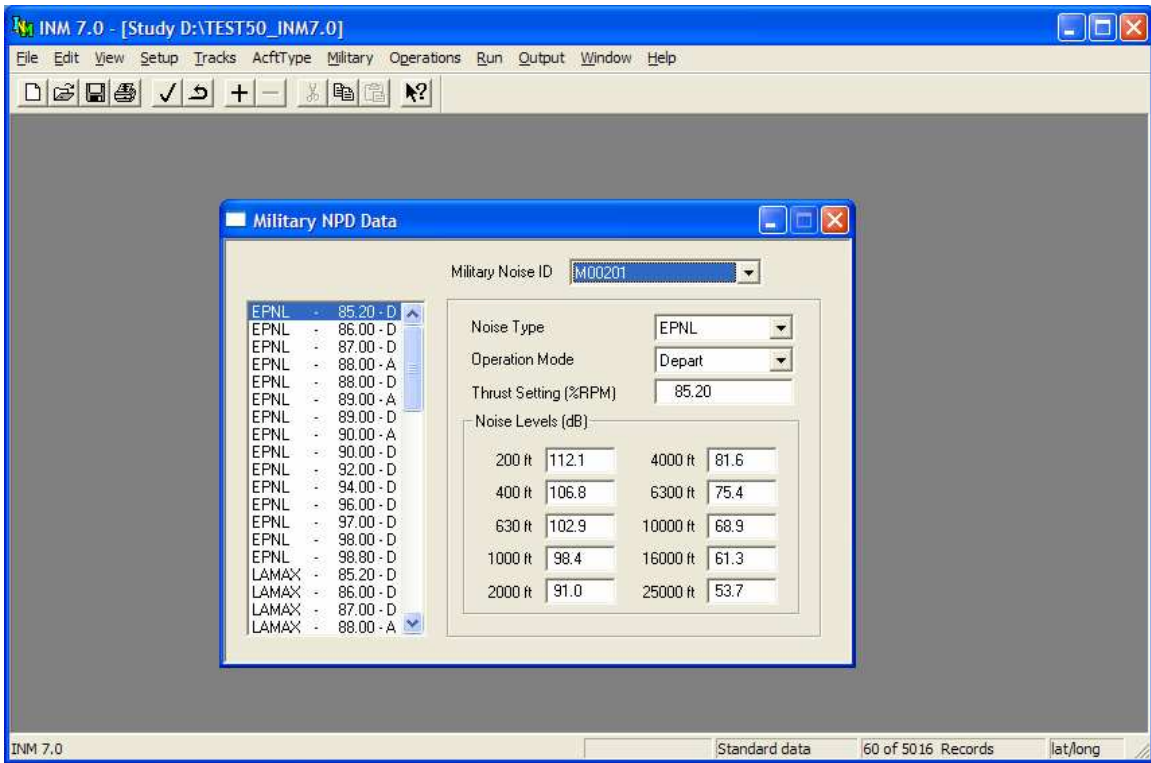 INM 7.0 - [Study D:\TEST50_INM7.0]
File Edit View Setup Tracks AcftType Military Operations Run Output Window Help
Military NPD Data
Military Noise ID M00201
EPNL - 85.20 - D
EPNL - 86.00 - D
EPNL - 87.00 - D
EPNL - 88.00 - A
EPNL - 88.00 - D
EPNL - 89.00 - A
EPNL - 89.00 - D
EPNL - 90.00 - A
EPNL - 90.00 - D
EPNL - 92.00 - D
EPNL - 94.00 - D
EPNL - 96.00 - D
EPNL - 97.00 - D
EPNL - 98.00 - D
EPNL - 98.80 - D
LAMAX - 85.20 - D
LAMAX - 86.00 - D
LAMAX - 87.00 - D
LAMAX - 88.00 - A
Noise Type EPNL
Operation Mode Depart
Thrust Setting (%RPM) 85.20
Noise Levels (dB)
200 ft 112.1 4000 ft 81.6
400 ft 106.8 6300 ft 75.4
630 ft 102.9 10000 ft 68.9
1000 ft 98.4 16000 ft 61.3
2000 ft 91.0 25000 ft 53.7
INM 7.0 Standard data 60 of 5016 Records lat/long